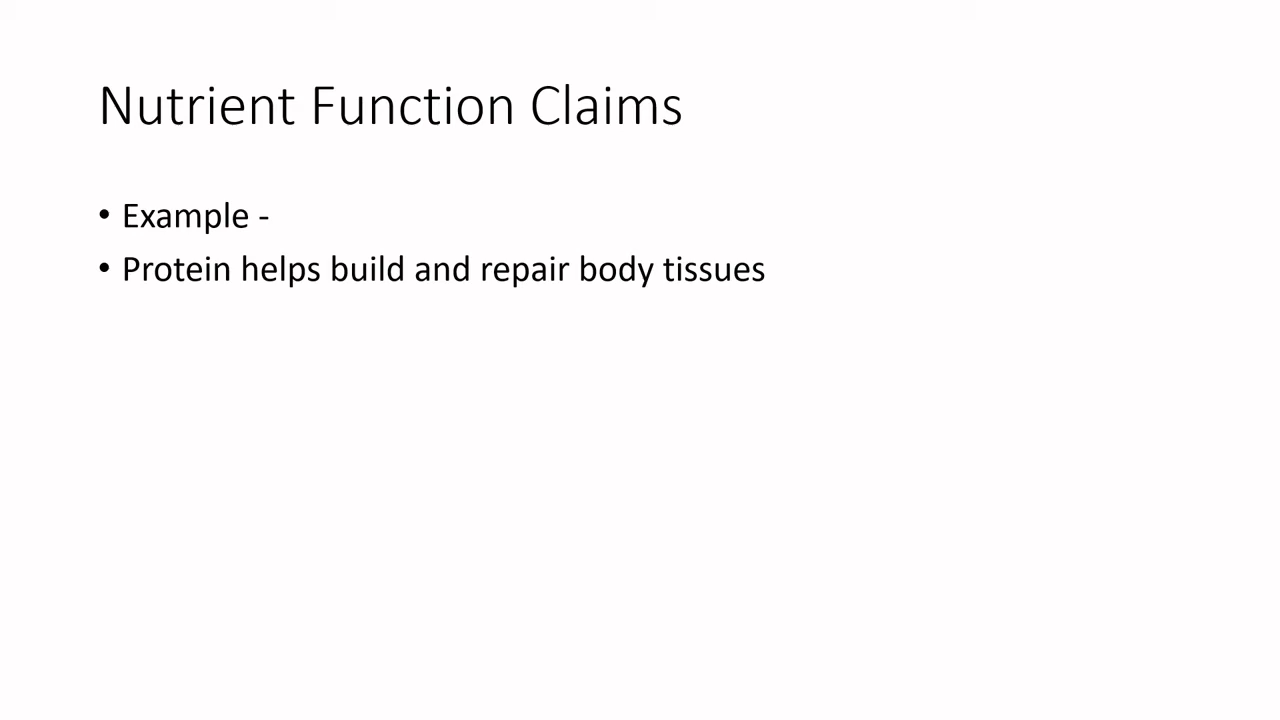 Nutrient Function Claims
• Example -
• Protein helps build and repair body tissues